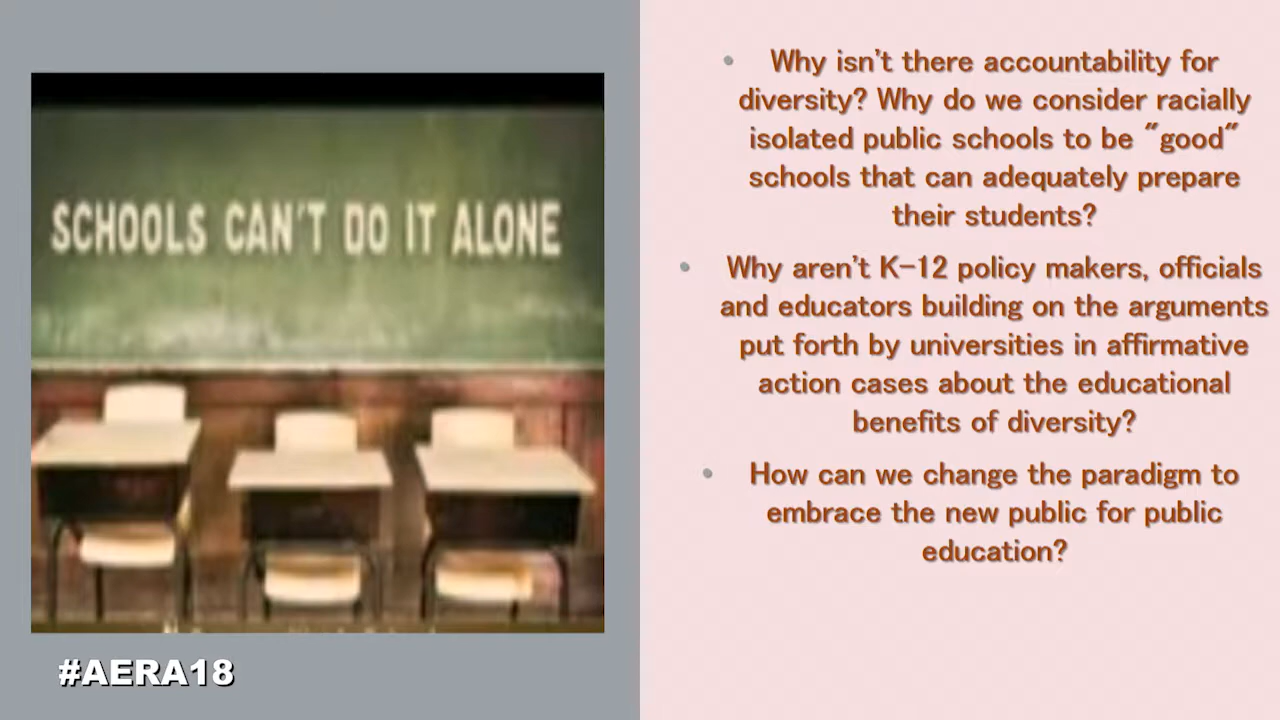 SCHOOLS CAN'T DO IT ALONE
#AERA18
• Why isn't there accountability for
diversity? Why do we consider racially
isolated public schools to be "good"
schools that can adequately prepare
their students?
• Why aren't K-12 policy makers, officials
and educators building on the arguments
put forth by universities in affirmative
action cases about the educational
benefits of diversity?
• How can we change the paradigm to
embrace the new public for public
education?